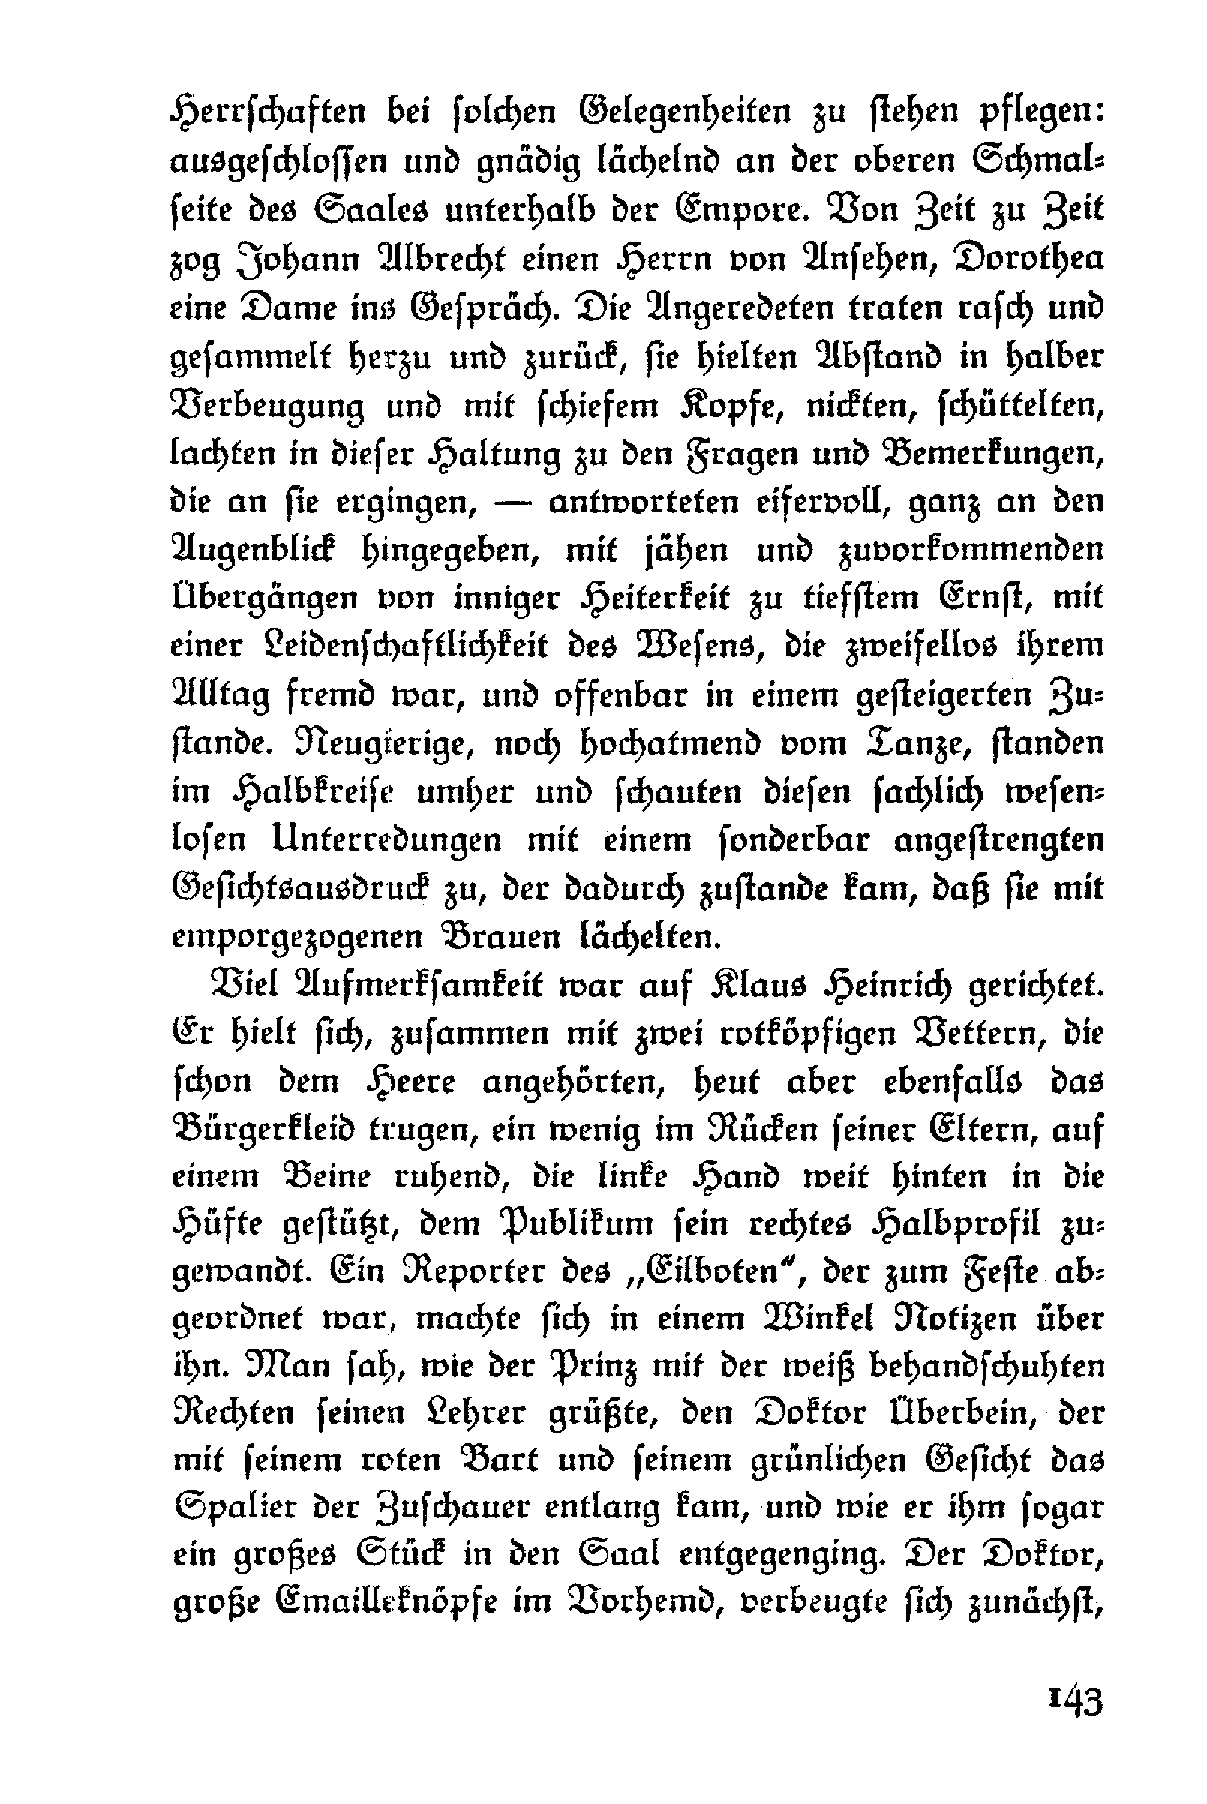 Herrschaften bei solchen Gelegenheiten zu stehen pflegen:
ausgeschlossen und gnädig lächelnd an der oberen Schmal-
seite des Saales unterhalb der Empore. Von Zeit zu Zeit
zog Johann Albrecht einen Herrn von Ansehen, Dorothea
eine Dame ins Gespräch. Die Angeredeten traten rasch und
gesammelt herzu und zurück, sie hielten Abstand in halber
Verbeugung und mit schiefem Kopfe, nickten, schüttelten,
lachten in dieser Haltung zu den Fragen und Bemerkungen,
die an sie ergingen, — antworteten eifervoll, ganz an den
Augenblick hingegeben, mit jähen und zuvorkommenden
Übergängen von inniger Heiterkeit zu tiefstem Ernst, mit
einer Leidenschaftlichkeit des Wesens, die zweifellos ihrem
Alltag fremd war, und offenbar in einem gesteigerten Zu-
stande. Neugierige, noch hochatmend vom Tanze, standen
im Halbkreise umher und schauten diesen sachlich wesen-
losen Unterredungen mit einem sonderbar angestrengten
Gesichtsausdruck zu, der dadurch zustande kam, daß sie mit
emporgezogenen Brauen lächelten.
Viel Aufmerksamkeit war auf Klaus Heinrich gerichtet.
Er hielt sich, zusammen mit zwei rotköpfigen Vettern, die
schon dem Heere angehörten, heut aber ebenfalls das
Bürgerkleid trugen, ein wenig im Rücken seiner Eltern, auf
einem Beine ruhend, die linke Hand weit hinten in die
Hüfte gestützt, dem Publikum sein rechtes Halbprofil zu-
gewandt. Ein Reporter des „Eilboten“, der zum Feste ab-
geordnet war, machte sich in einem Winkel Notizen über
ihn. Man sah, wie der Prinz mit der weiß behandschuhten
Rechten seinen Lehrer grüßte, den Doktor Überbein, der
mit seinem roten Bart und seinem grünlichen Gesicht das
Spalier der Zuschauer entlang kam, und wie er ihm sogar
ein großes Stück in den Saal entgegenging. Der Doktor,
große Emailleknöpfe im Vorhemd, verbeugte sich zunächst,
143